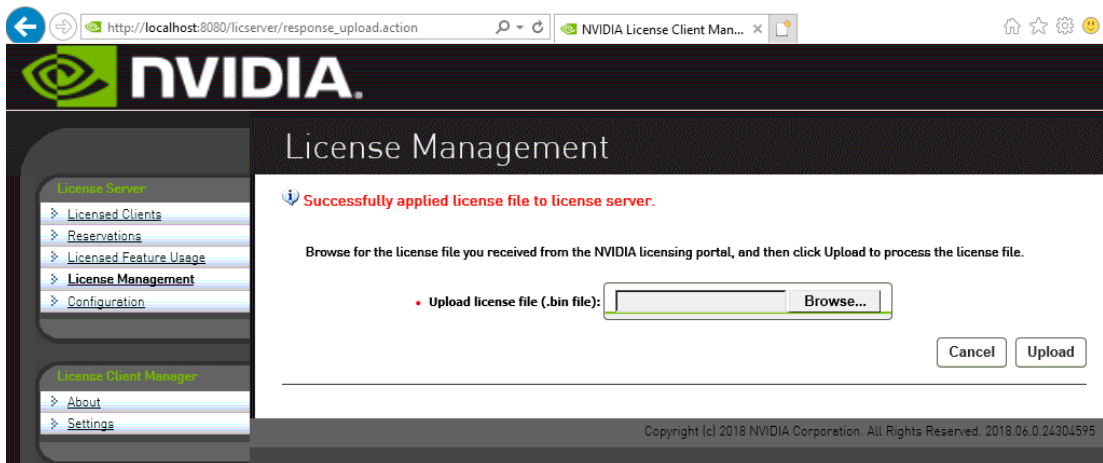 http://localhost:8080/licserver/response_upload.action
NVIDIA License Client Man...
NVIDIA.
License Management
License Server
Licensed Clients
Reservations
Licensed Feature Usage
License Management
Configuration
License Client Manager
About
Settings
Successfully applied license file to license server.
Browse for the license file you received from the NVIDIA licensing portal, and then click Upload to process the license file.
• Upload license file (.bin file): Browse...
Cancel Upload
Copyright (c) 2018 NVIDIA Corporation. All Rights Reserved. 2018.06.0.24304595